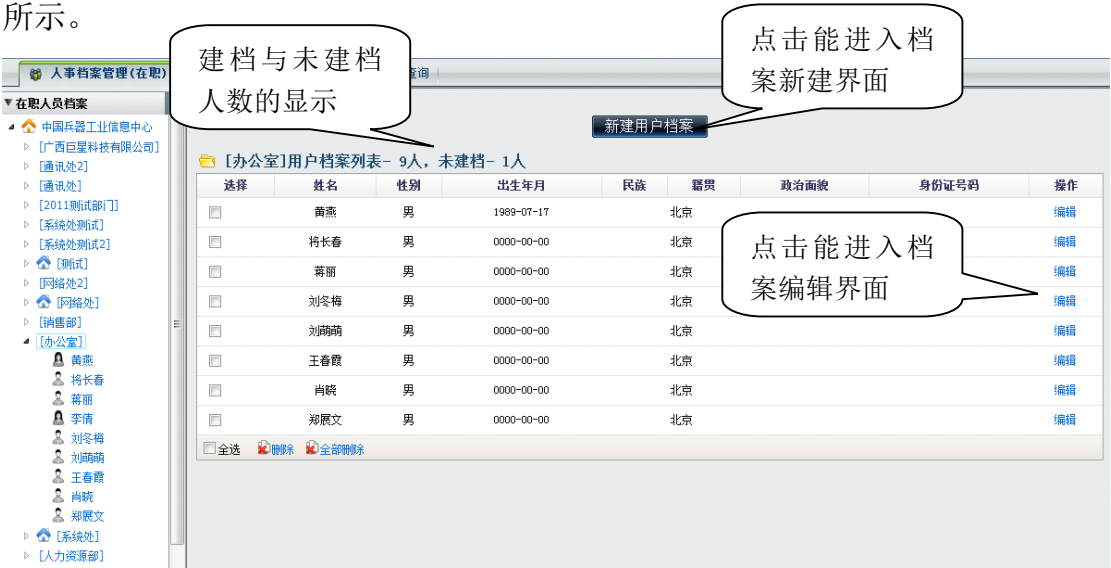 所示。
建档与未建档
人数的显示
点击能进入档
案新建界面
人事档案管理(在职)
查询
在职人员档案
中国兵器工业信息中心
[广西巨星科技有限公司]
[通讯处2]
[通讯处]
[2011测试部门]
[系统处测试]
[系统处测试2]
[测试]
[网络处2]
[网络处]
[销售部]
[办公室]
黄燕
将长春
蒋丽
李倩
刘冬梅
刘萌萌
王春霞
肖晓
郑展文
[系统处]
[人力资源部]
新建用户档案
[办公室]用户档案列表- 9人，未建档- 1人
选择 姓名 性别 出生年月 民族 籍贯 政治面貌 身份证号码 操作
黄燕 男 1989-07-17 北京 编辑
将长春 男 0000-00-00 北京 编辑
蒋丽 男 0000-00-00 北京 编辑
刘冬梅 男 0000-00-00 北京 编辑
刘萌萌 男 0000-00-00 北京 编辑
王春霞 男 0000-00-00 北京 编辑
肖晓 男 0000-00-00 北京 编辑
郑展文 男 0000-00-00 北京 编辑
点击能进入档
案编辑界面
全选 删除 全部删除